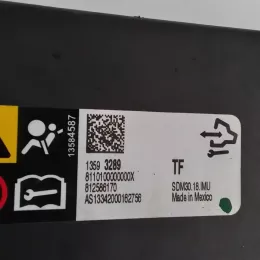 13584587
1359 3289
TF
8110100000000X
SDM30.18.IMU
812586170
Made in Mexico
AS13342000162756